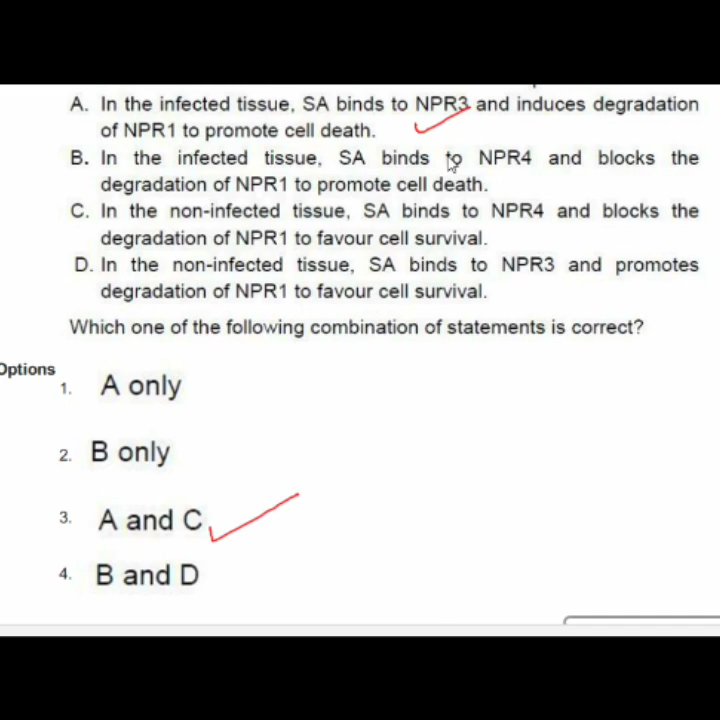 A. In the infected tissue, SA binds to NPR3 and induces degradation
of NPR1 to promote cell death.
B. In the infected tissue, SA binds to NPR4 and blocks the
degradation of NPR1 to promote cell death.
C. In the non-infected tissue, SA binds to NPR4 and blocks the
degradation of NPR1 to favour cell survival.
D. In the non-infected tissue, SA binds to NPR3 and promotes
degradation of NPR1 to favour cell survival.
Which one of the following combination of statements is correct?
Options
1. A only
2. B only
3. A and C
4. B and D